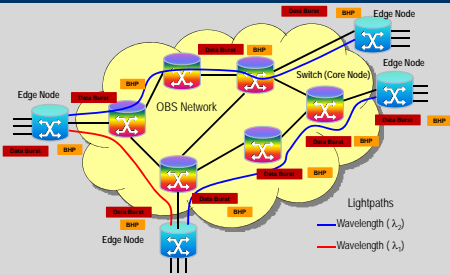 Data Burst
BHP
Edge Node
Data Burst
BHP
Edge Node
Switch (Core Node)
BHP
Edge Node
Data Burst
OBS Network
Data Burst
BHP
Data Burst
BHP
Data Burst
BHP
Data Burst
BHP
Data Burst
BHP
Lightpaths
Data Burst
BHP
Wavelength ( λ2)
Edge Node
Wavelength ( λ1)